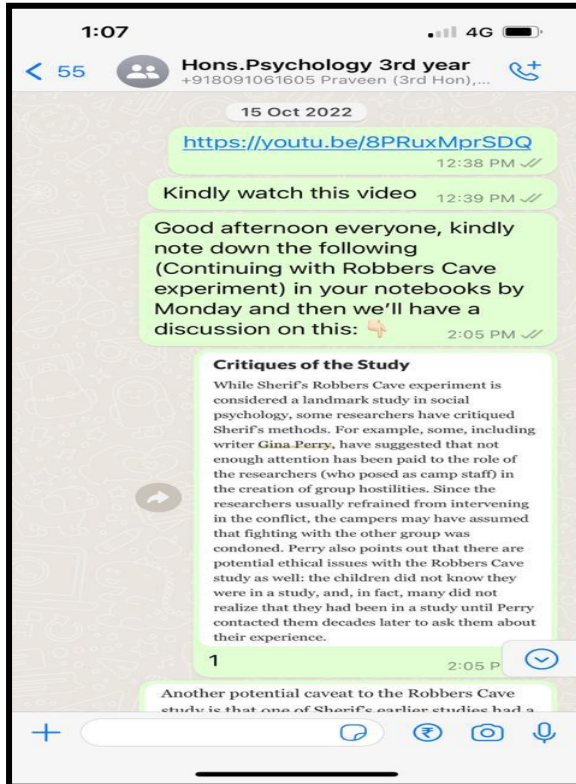 1:07
4G
55
Hons.Psychology 3rd year
+918091061605 Praveen (3rd Hon),...
15 Oct 2022
https://youtu.be/8PRuxMprSDQ
12:38 PM
Kindly watch this video
12:39 PM
Good afternoon everyone, kindly
note down the following
(Continuing with Robbers Cave
experiment) in your notebooks by
Monday and then we'll have a
discussion on this: 👇🏻
2:05 PM
Critiques of the Study
While Sherif's Robbers Cave experiment is
considered a landmark study in social
psychology, some researchers have critiqued
Sherif's methods. For example, some, including
writer Gina Perry, have suggested that not
enough attention has been paid to the role of
the researchers (who posed as camp staff) in
the creation of group hostilities. Since the
researchers usually refrained from intervening
in the conflict, the campers may have assumed
that fighting with the other group was
condoned. Perry also points out that there are
potential ethical issues with the Robbers Cave
study as well: the children did not know they
were in a study, and, in fact, many did not
realize that they had been in a study until Perry
contacted them decades later to ask them about
their experience.
1
2:05 P
Another potential caveat to the Robbers Cave
study is that one of Sherif's earlier studies had a
₹